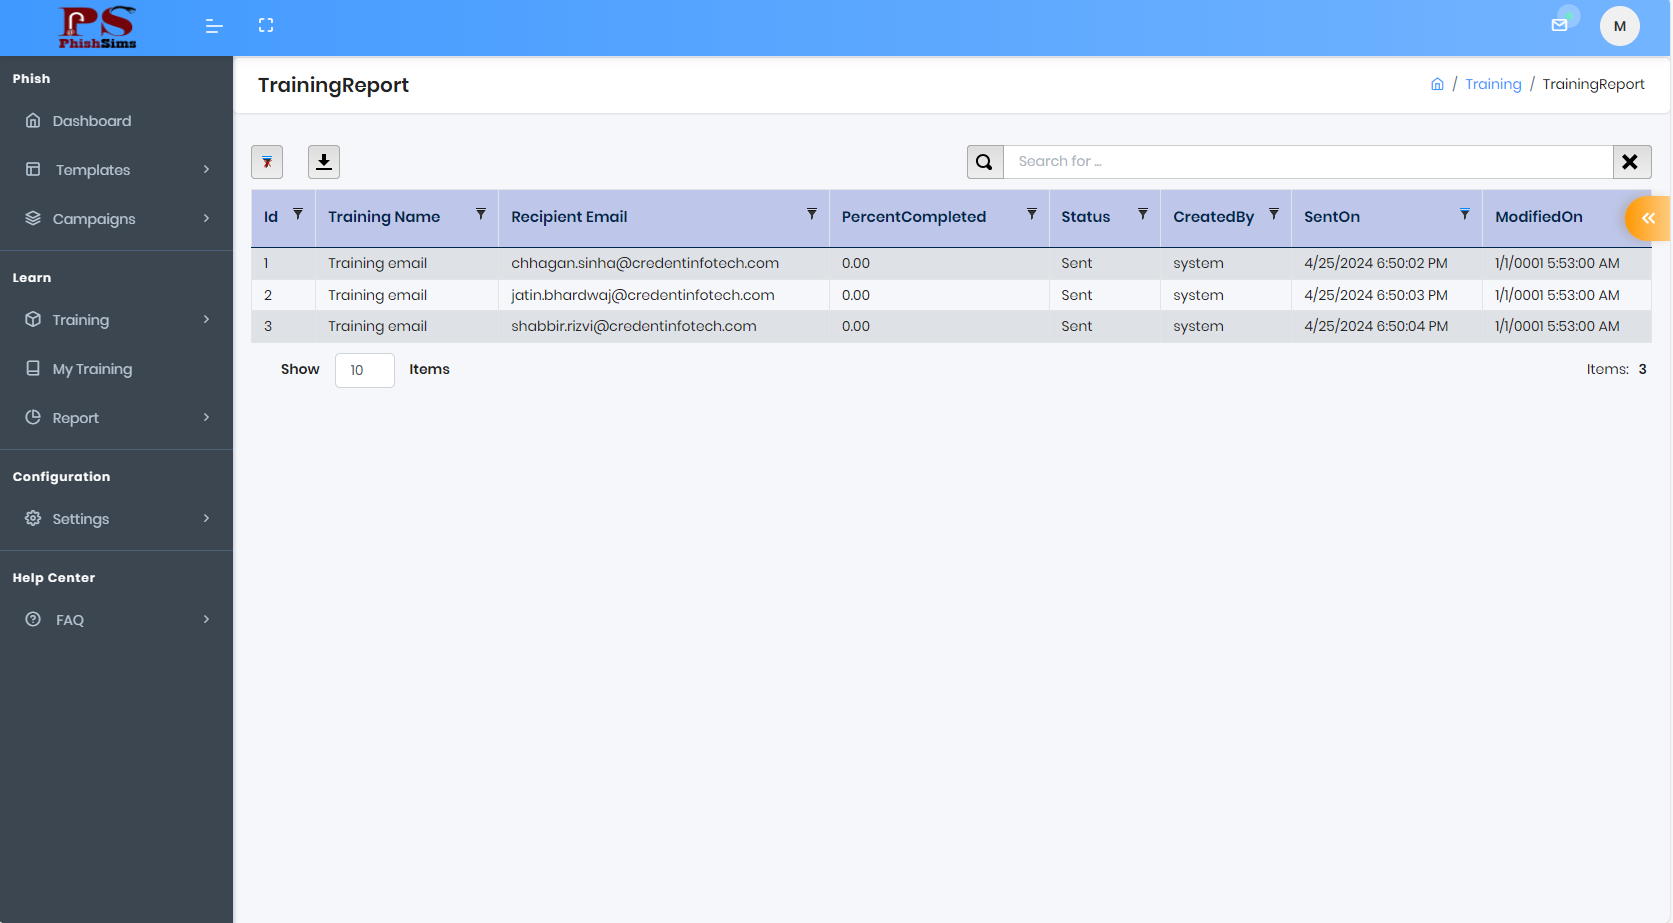 PS
PhishSims
M
Phish
Dashboard
Templates
Campaigns
Learn
Training
My Training
Report
Configuration
Settings
Help Center
FAQ
TrainingReport
/ Training / TrainingReport
Search for ...
Id Training Name Recipient Email PercentCompleted Status CreatedBy SentOn ModifiedOn
1 Training email chhagan.sinha@credentinfotech.com 0.00 Sent system 4/25/2024 6:50:02 PM 1/1/0001 5:53:00 AM
2 Training email jatin.bhardwaj@credentinfotech.com 0.00 Sent system 4/25/2024 6:50:03 PM 1/1/0001 5:53:00 AM
3 Training email shabbir.rizvi@credentinfotech.com 0.00 Sent system 4/25/2024 6:50:04 PM 1/1/0001 5:53:00 AM
Show 10 Items
Items: 3